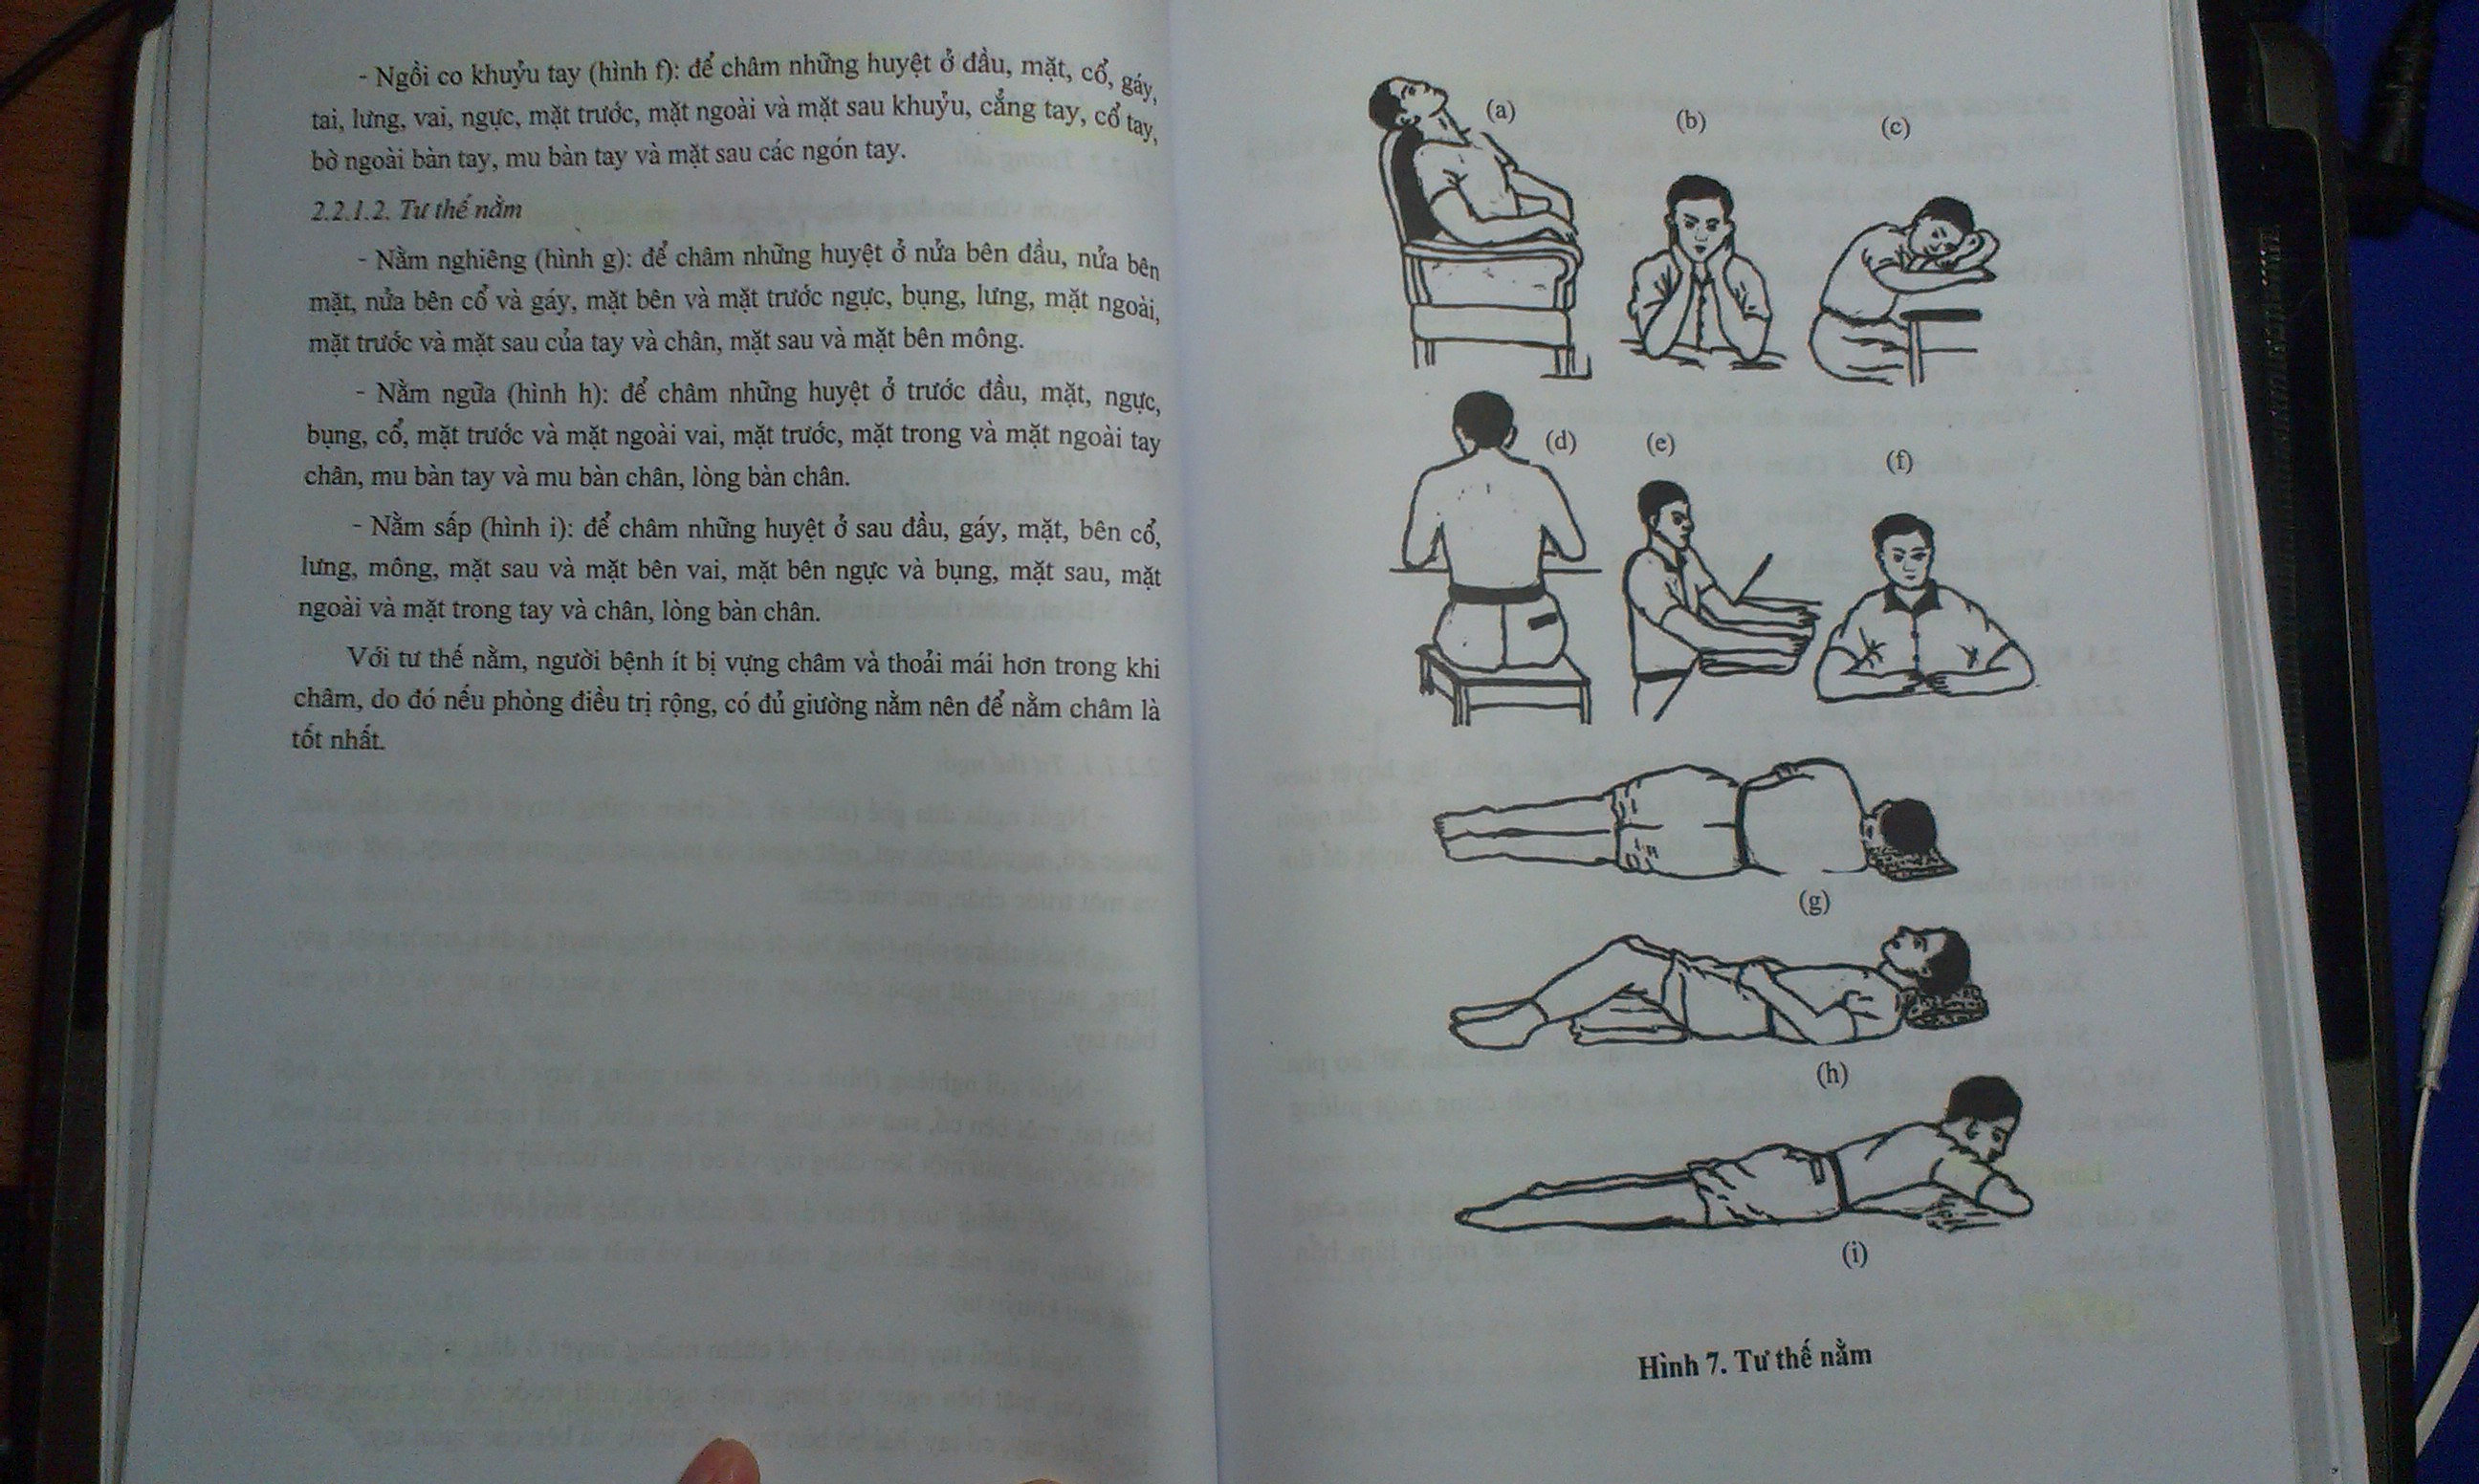 - Ngồi co khuỷu tay (hình f): để châm những huyệt ở đầu, mặt, cổ, gáy,
tai, lưng, vai, ngực, mặt trước, mặt ngoài và mặt sau khuỷu, cẳng tay, cổ tay,
bờ ngoài bàn tay, mu bàn tay và mặt sau các ngón tay.
2.2.1.2. Tư thế nằm
- Nằm nghiêng (hình g): để châm những huyệt ở nửa bên đầu, nửa bên
mặt, nửa bên cổ và gáy, mặt bên và mặt trước ngực, bụng, lưng, mặt ngoài,
mặt trước và mặt sau của tay và chân, mặt sau và mặt bên mông.
- Nằm ngữa (hình h): để châm những huyệt ở trước đầu, mặt, ngực,
bụng, cổ, mặt trước và mặt ngoài vai, mặt trước, mặt trong và mặt ngoài tay
chân, mu bàn tay và mu bàn chân, lòng bàn chân.
- Nằm sấp (hình i): để châm những huyệt ở sau đầu, gáy, mặt, bên cổ,
lưng, mông, mặt sau và mặt bên vai, mặt bên ngực và bụng, mặt sau, mặt
ngoài và mặt trong tay và chân, lòng bàn chân.
Với tư thế nằm, người bệnh ít bị vựng châm và thoải mái hơn trong khi
châm, do đó nếu phòng điều trị rộng, có đủ giường nằm nên để nằm châm là
tốt nhất.
(a)
(b)
(c)
(d)
(e)
(f)
(g)
(h)
(i)
Hình 7. Tư thế nằm